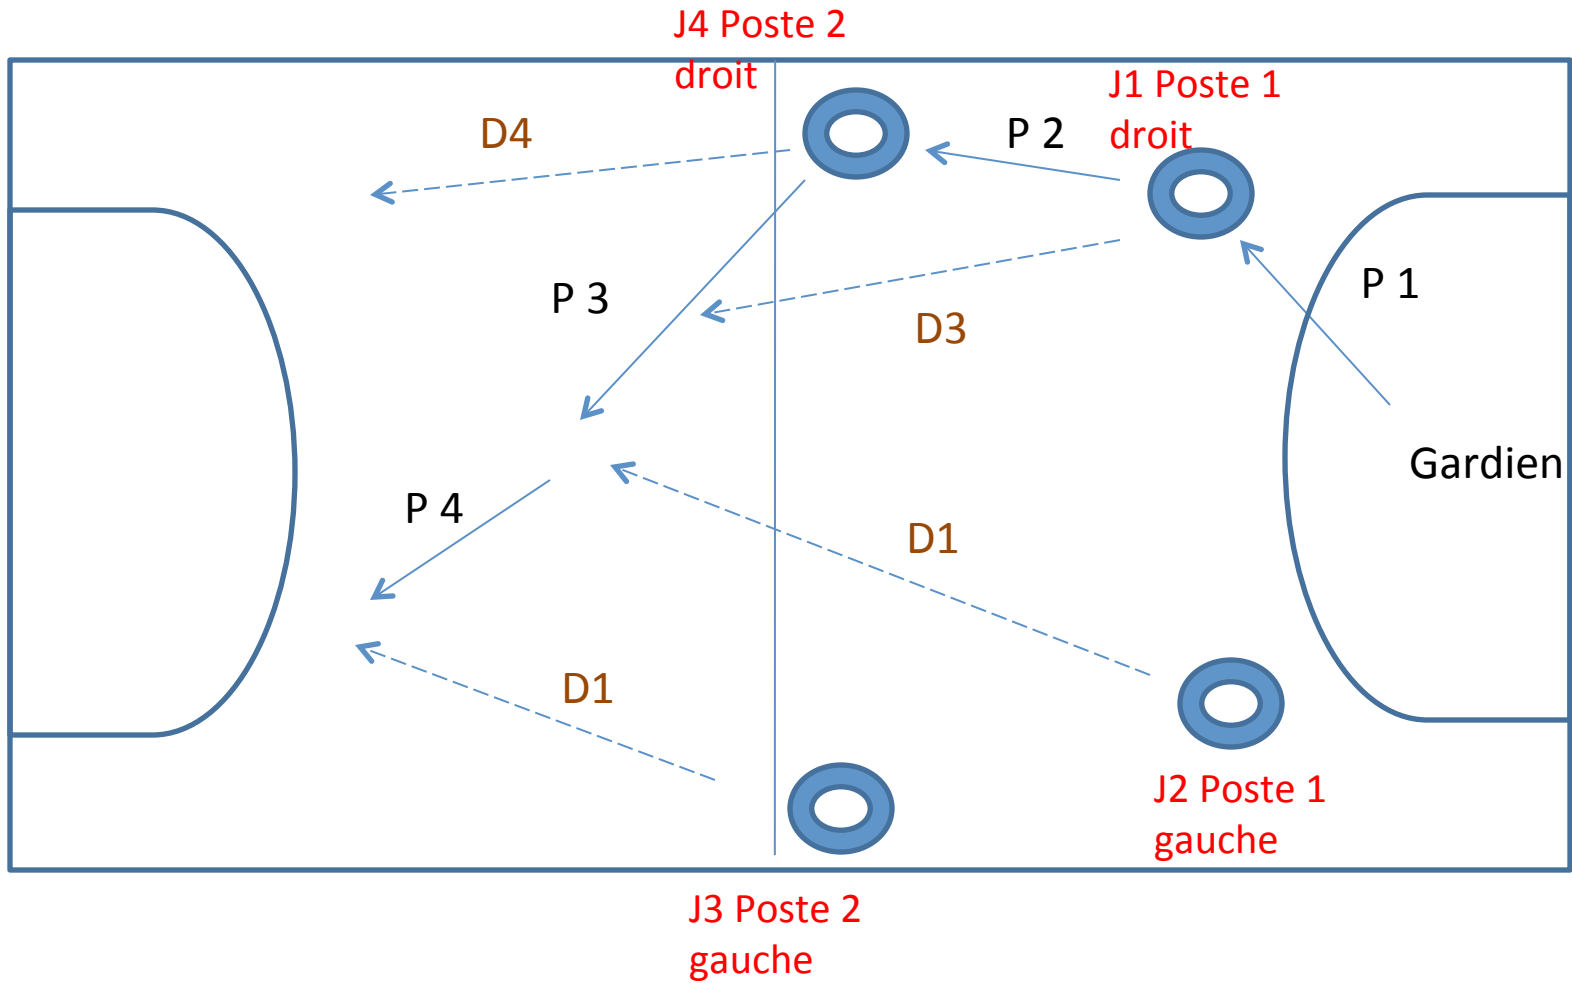 J4 Poste 2
droit
J1 Poste 1
droit
D4
P 2
P 3
P 1
D3
Gardien
P 4
D1
D1
J2 Poste 1
gauche
J3 Poste 2
gauche